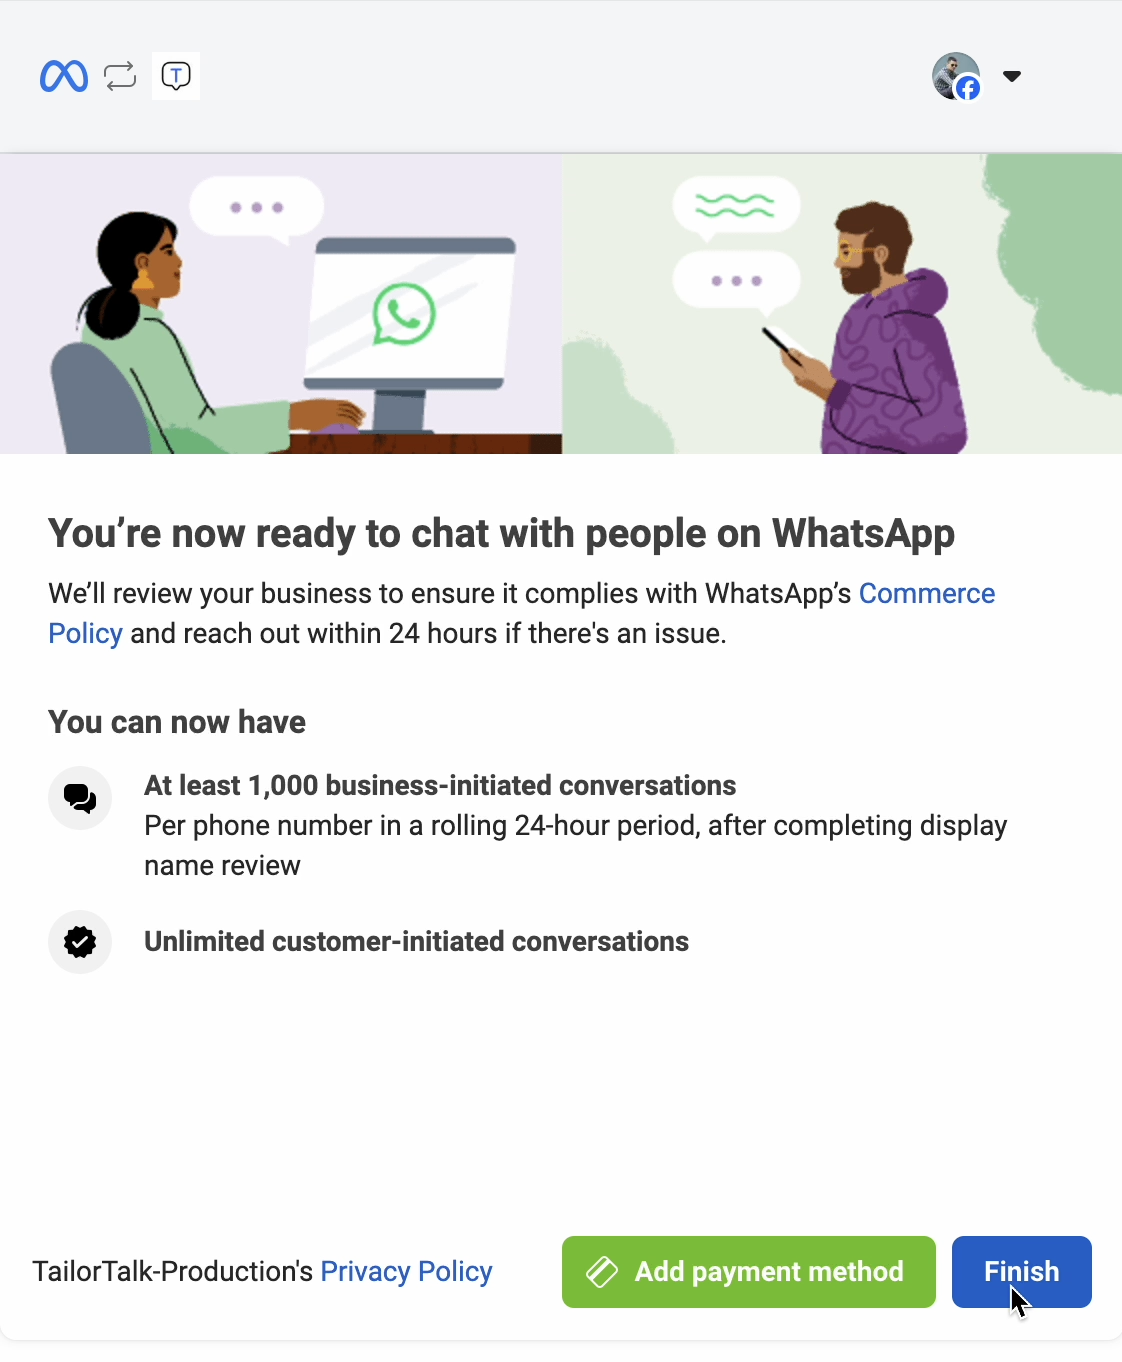 T
You’re now ready to chat with people on WhatsApp
We’ll review your business to ensure it complies with WhatsApp’s Commerce
Policy and reach out within 24 hours if there's an issue.
You can now have
At least 1,000 business-initiated conversations
Per phone number in a rolling 24-hour period, after completing display
name review
Unlimited customer-initiated conversations
TailorTalk-Production's Privacy Policy
Add payment method
Finish